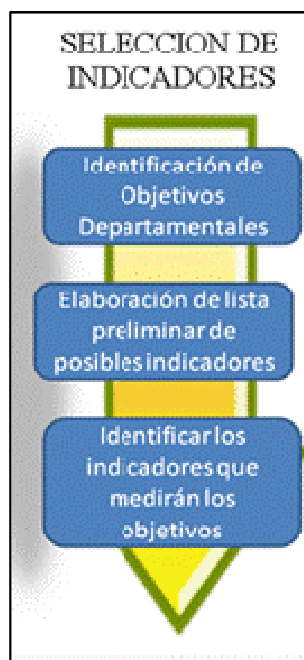 SELECCION DE
INDICADORES
Identificación de
Objetivos
Departamentales
Elaboración de lista
preliminar de
posibles indicadores
Identificar los
indicadores que
medirán los
objetivos